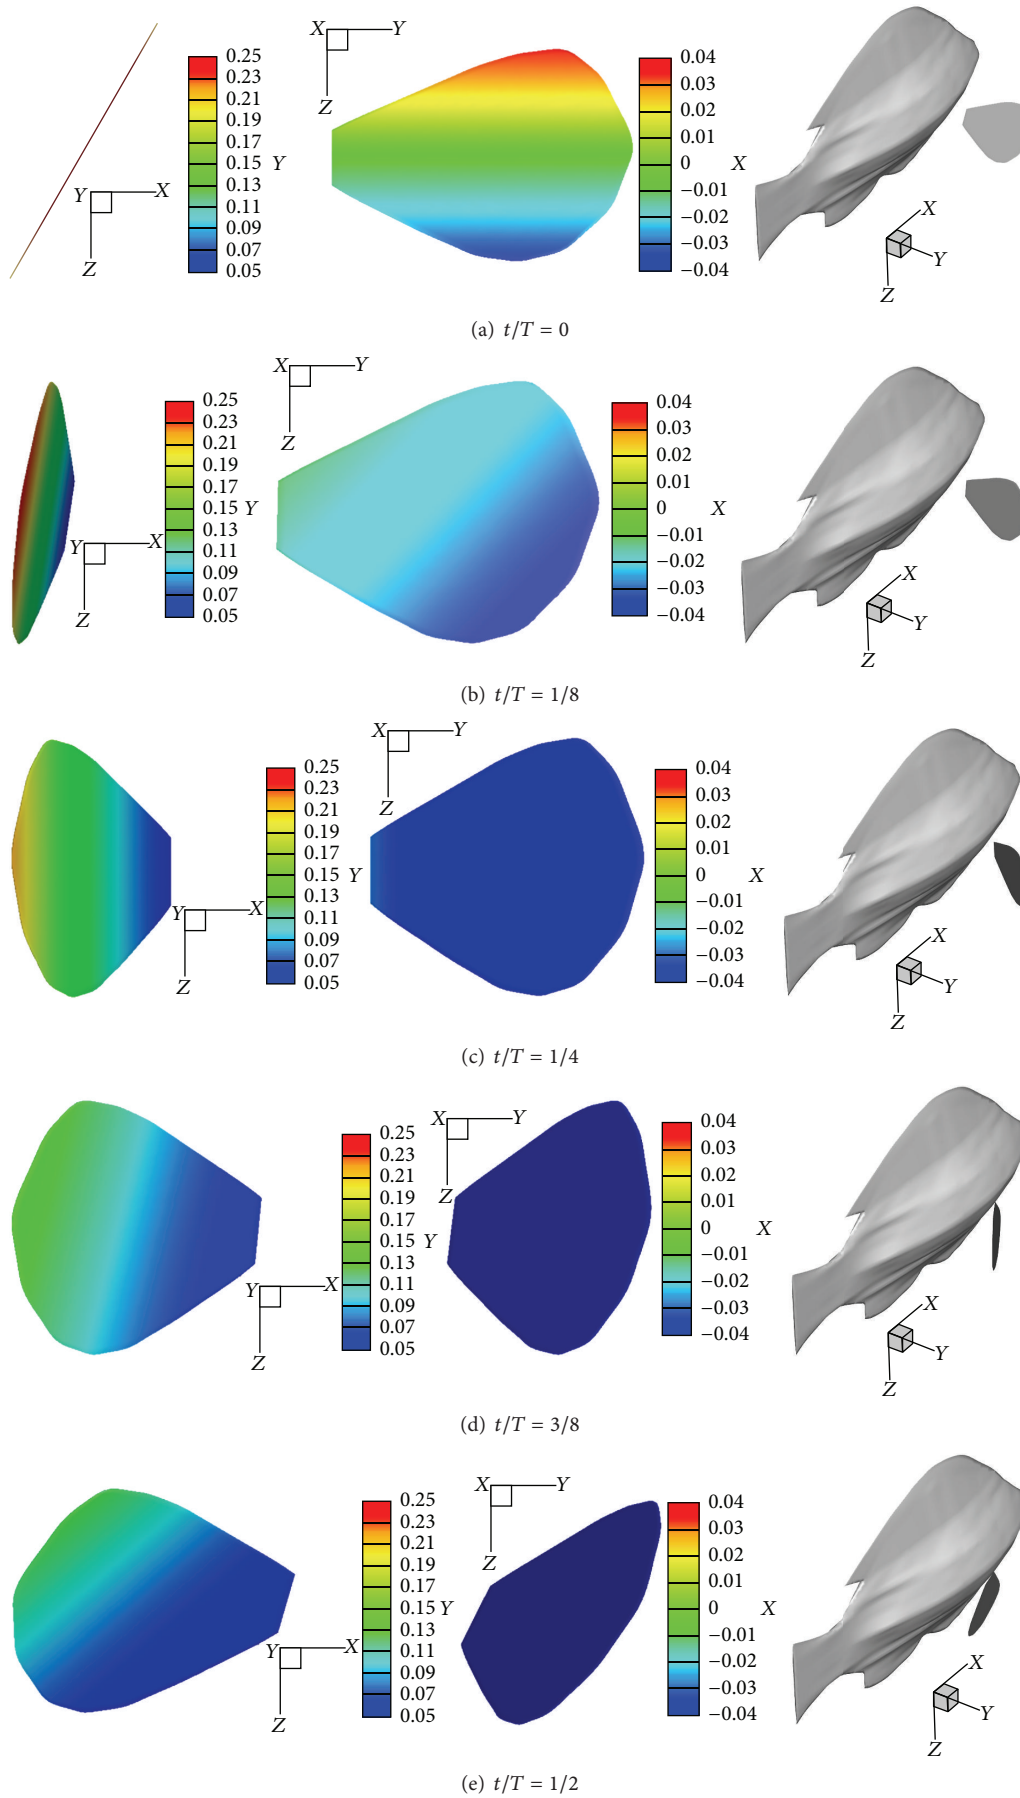 X Y
Z
0.25
0.23
0.21
0.19
0.17
0.15
0.13
0.11
0.09
0.07
0.05
Y
Y X
Z
0.04
0.03
0.02
0.01
0
−0.01
−0.02
−0.03
−0.04
X
X
Y
Z
(a) t/T = 0
X Y
Z
0.25
0.23
0.21
0.19
0.17
0.15
0.13
0.11
0.09
0.07
0.05
Y
Y X
Z
0.04
0.03
0.02
0.01
0
−0.01
−0.02
−0.03
−0.04
X
X
Y
Z
(b) t/T = 1/8
X Y
Z
0.25
0.23
0.21
0.19
0.17
0.15
0.13
0.11
0.09
0.07
0.05
Y
Y X
Z
0.04
0.03
0.02
0.01
0
−0.01
−0.02
−0.03
−0.04
X
X
Y
Z
(c) t/T = 1/4
X Y
Z
0.25
0.23
0.21
0.19
0.17
0.15
0.13
0.11
0.09
0.07
0.05
Y
Y X
Z
0.04
0.03
0.02
0.01
0
−0.01
−0.02
−0.03
−0.04
X
X
Y
Z
(d) t/T = 3/8
X Y
Z
0.25
0.23
0.21
0.19
0.17
0.15
0.13
0.11
0.09
0.07
0.05
Y
Y X
Z
0.04
0.03
0.02
0.01
0
−0.01
−0.02
−0.03
−0.04
X
X
Y
Z
(e) t/T = 1/2